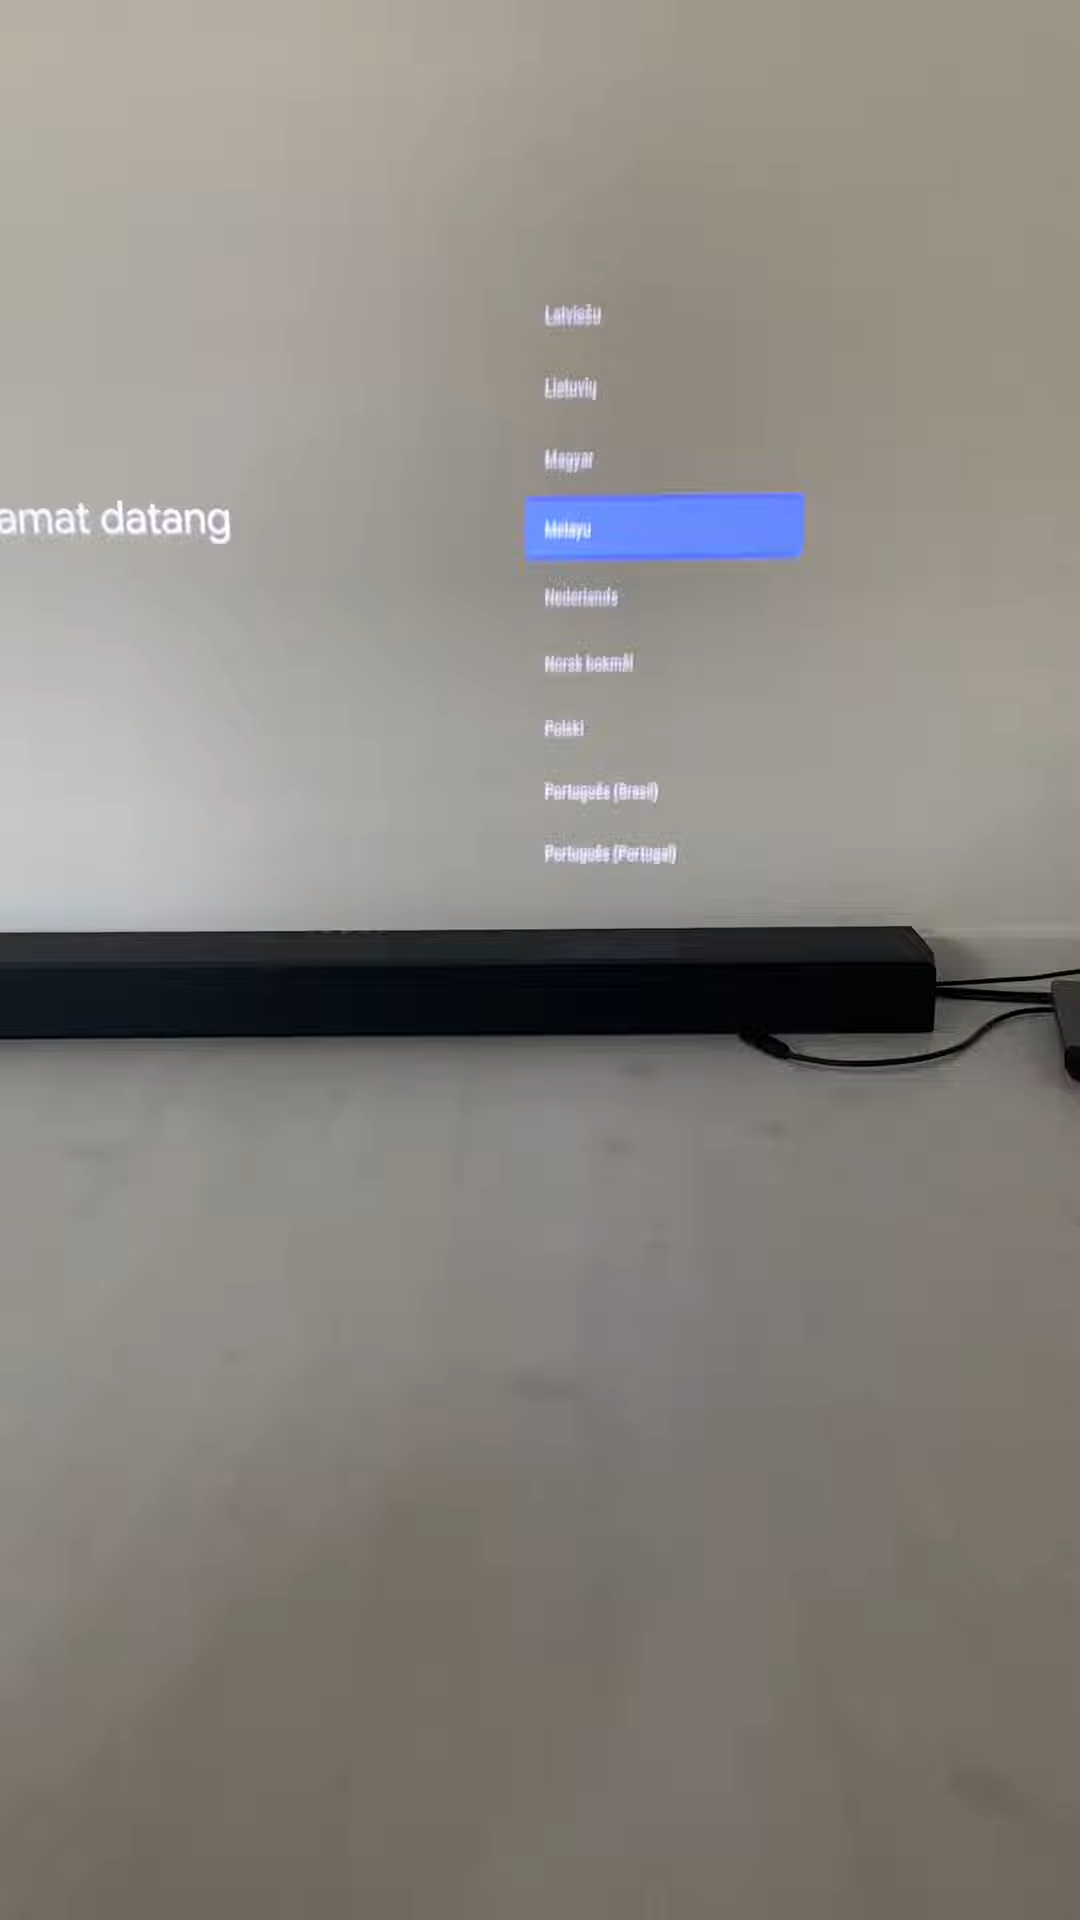 Latviešu
Lietuvių
Magyar
amat datang
Melayu
Nederlands
Norsk bokmål
Polski
Português (Brasil)
Português (Portugal)